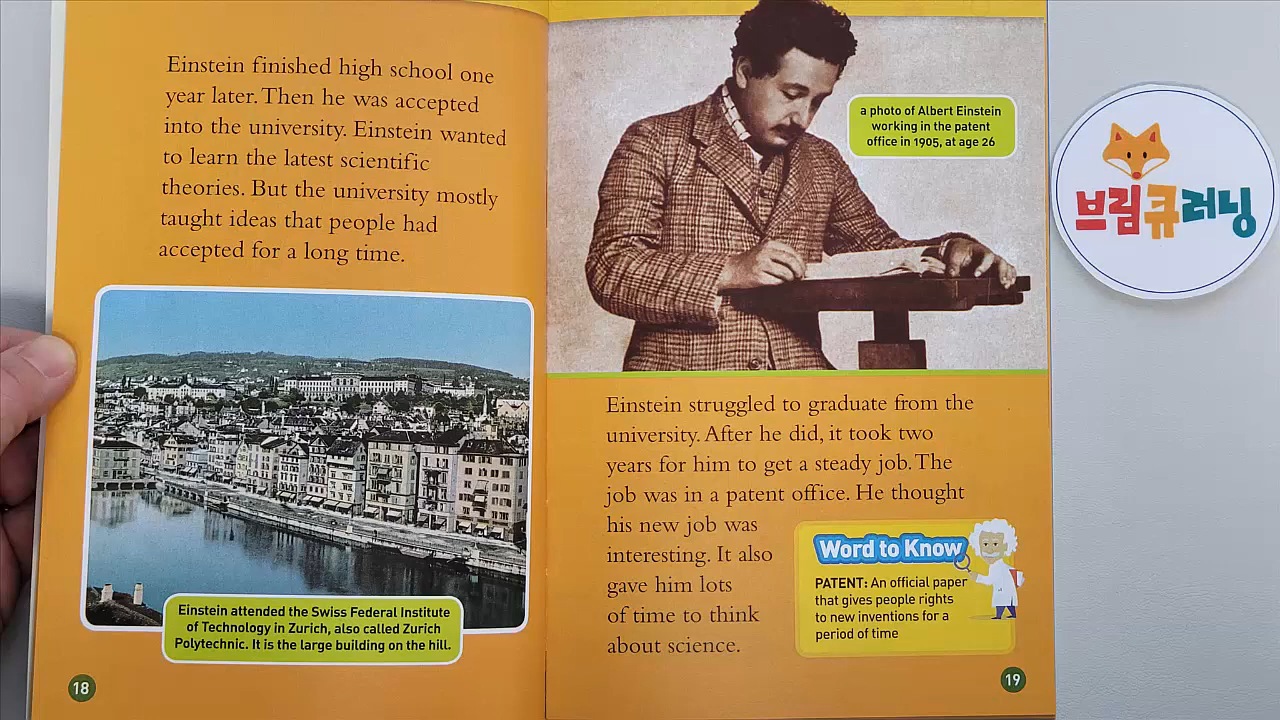 Einstein finished high school one
year later. Then he was accepted
into the university. Einstein wanted
to learn the latest scientific
theories. But the university mostly
taught ideas that people had
accepted for a long time.
Einstein attended the Swiss Federal Institute
of Technology in Zurich, also called Zurich
Polytechnic. It is the large building on the hill.
18
a photo of Albert Einstein
working in the patent
office in 1905, at age 26
Einstein struggled to graduate from the
university. After he did, it took two
years for him to get a steady job. The
job was in a patent office. He thought
his new job was
interesting. It also
gave him lots
of time to think
about science.
Word to Know
PATENT: An official paper
that gives people rights
to new inventions for a
period of time
19
브림큐러닝